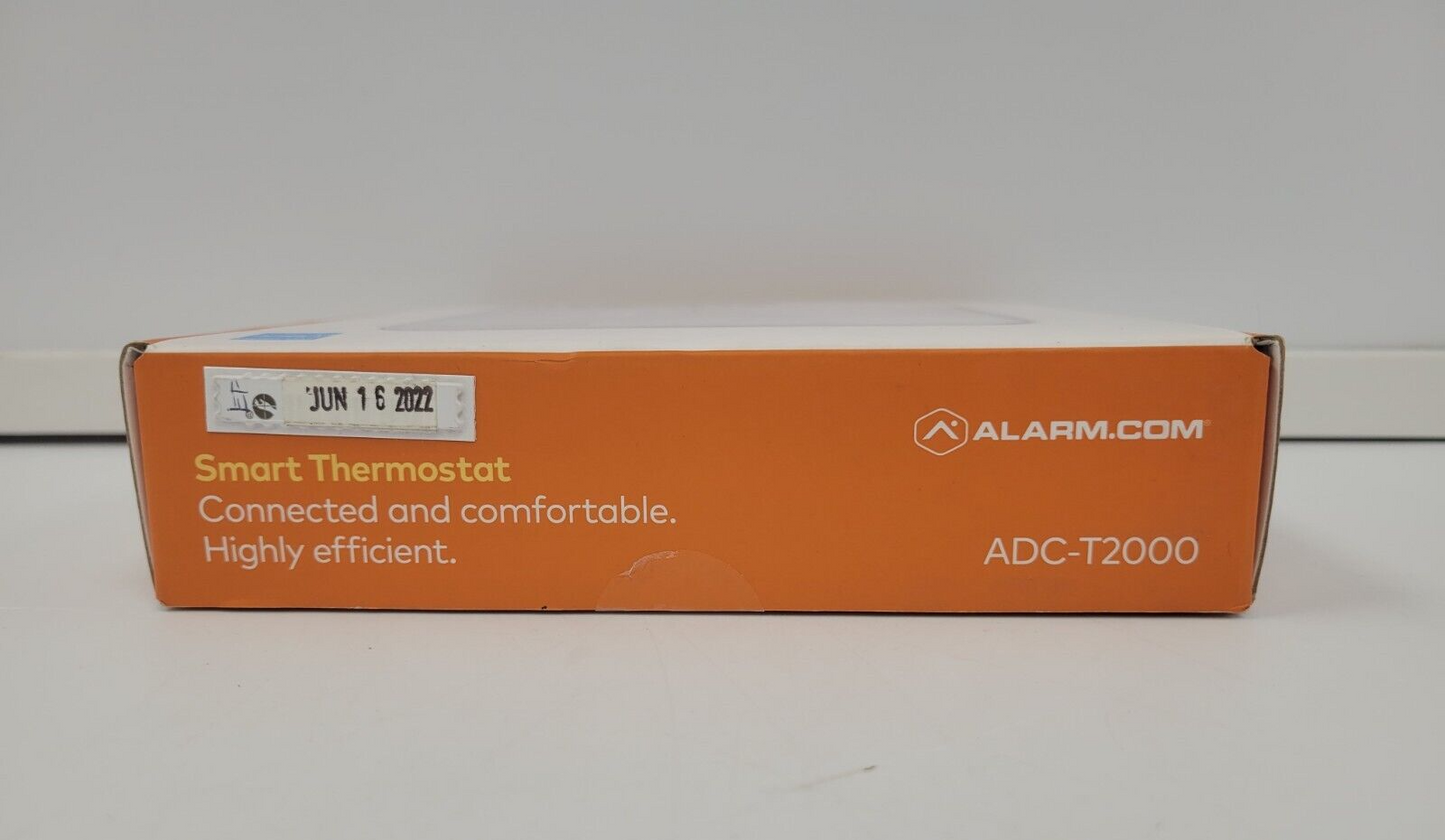 JUN 16 2022
Smart Thermostat
Connected and comfortable.
Highly efficient.
ALARM.COM
ADC-T2000